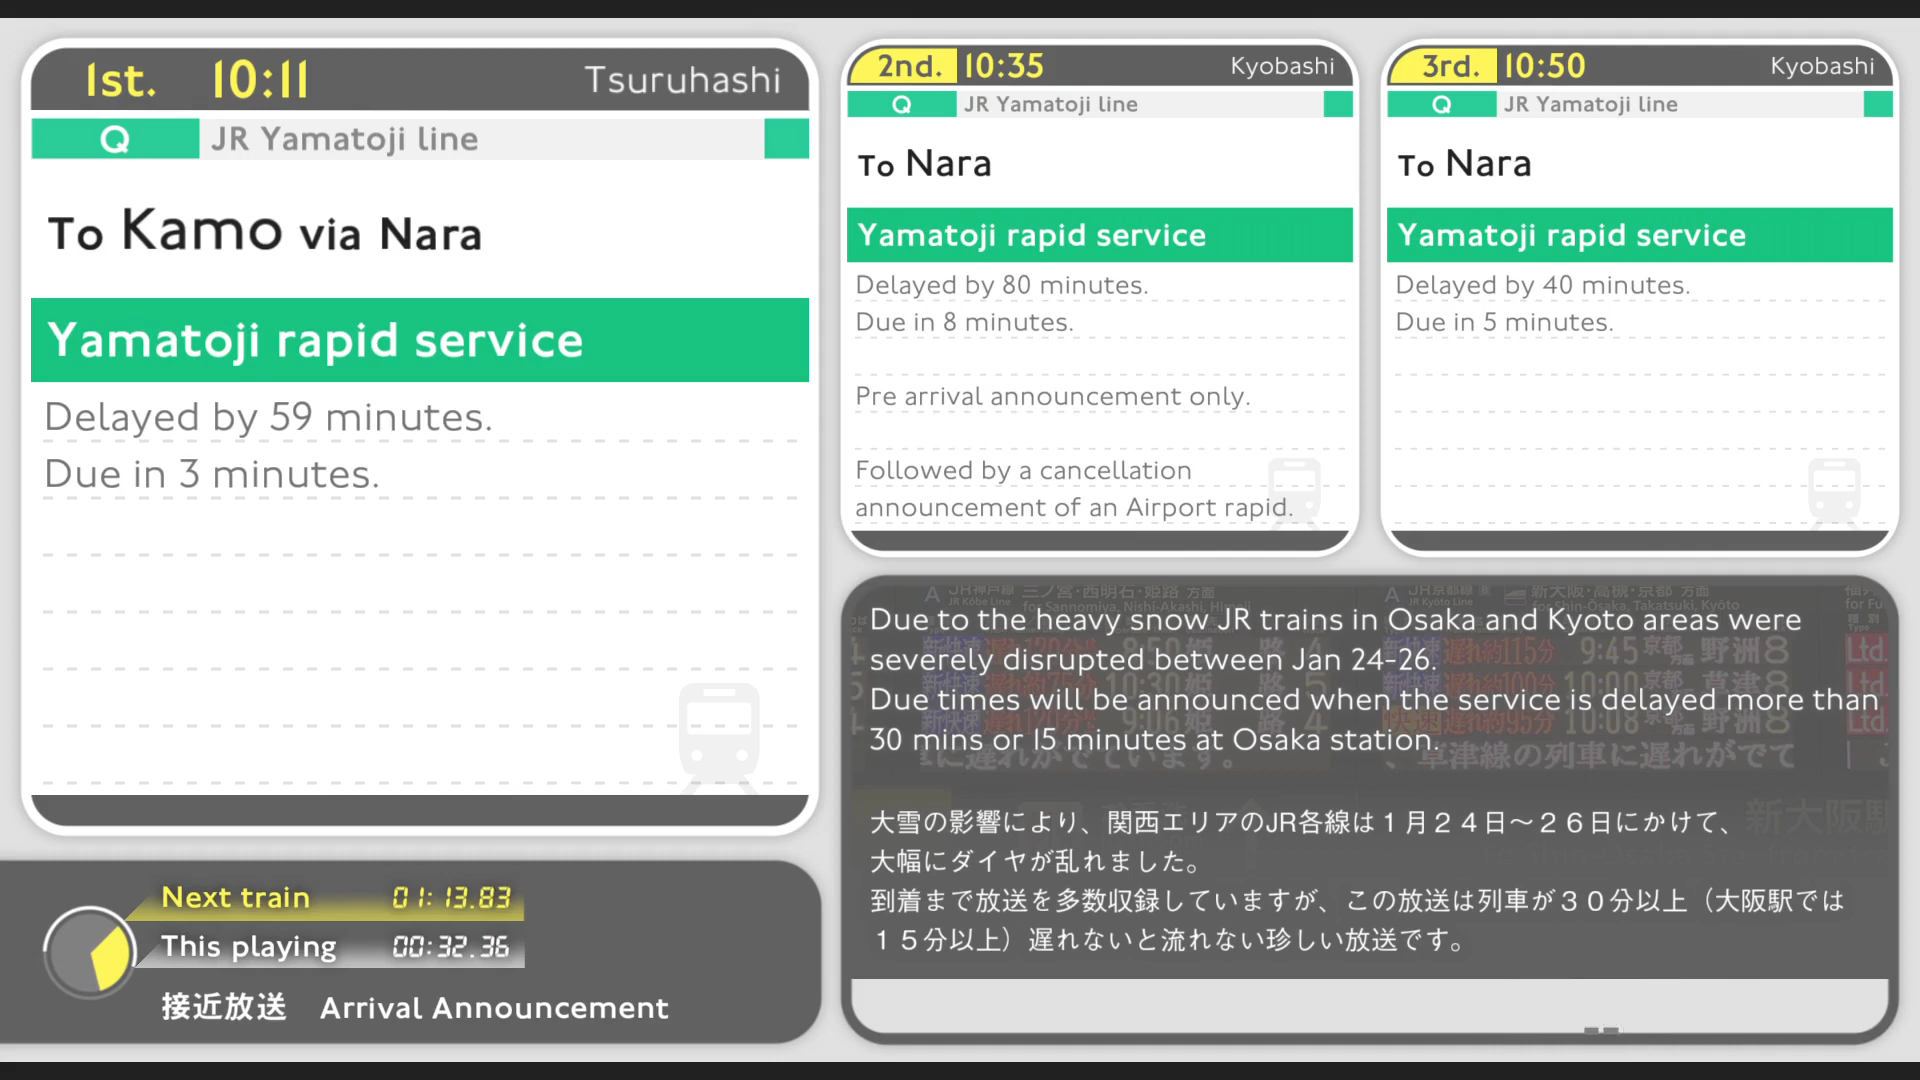 1st. 10:11 Tsuruhashi
Q JR Yamatoji line
To Kamo via Nara
Yamatoji rapid service
Delayed by 59 minutes.
Due in 3 minutes.
2nd. 10:35 Kyobashi
Q JR Yamatoji line
To Nara
Yamatoji rapid service
Delayed by 80 minutes.
Due in 8 minutes.
Pre arrival announcement only.
Followed by a cancellation
announcement of an Airport rapid.
3rd. 10:50 Kyobashi
Q JR Yamatoji line
To Nara
Yamatoji rapid service
Delayed by 40 minutes.
Due in 5 minutes.
Due to the heavy snow JR trains in Osaka and Kyoto areas were
severely disrupted between Jan 24-26.
Due times will be announced when the service is delayed more than
30 mins or 15 minutes at Osaka station.
大雪の影響により、関西エリアのJR各線は１月２４日～２６日にかけて、
大幅にダイヤが乱れました。
到着まで放送を多数収録していますが、この放送は列車が３０分以上（大阪駅では
１５分以上）遅れないと流れない珍しい放送です。
Next train 01:13.83
This playing 00:32.36
接近放送 Arrival Announcement